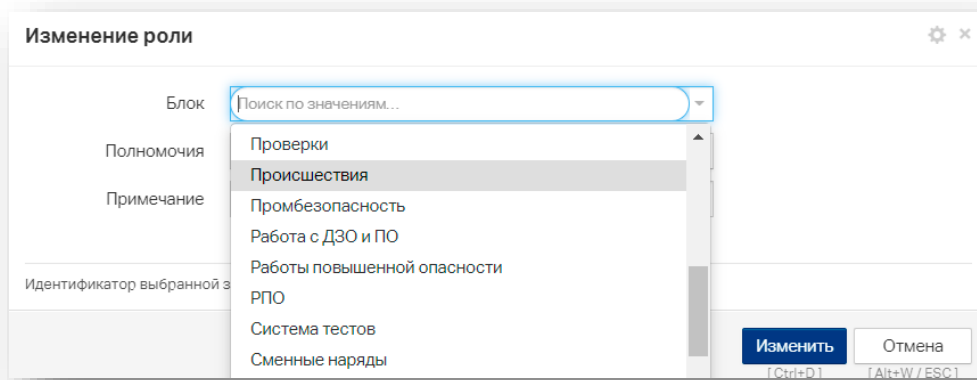 Изменение роли
Блок
Поиск по значениям...
Полномочия
Примечание
Проверки
Происшествия
Промбезопасность
Работа с ДЗО и ПО
Работы повышенной опасности
РПО
Система тестов
Сменные наряды
Идентификатор выбранной з
Изменить
Отмена
[ Ctrl+D ]
[ Alt+W / ESC ]